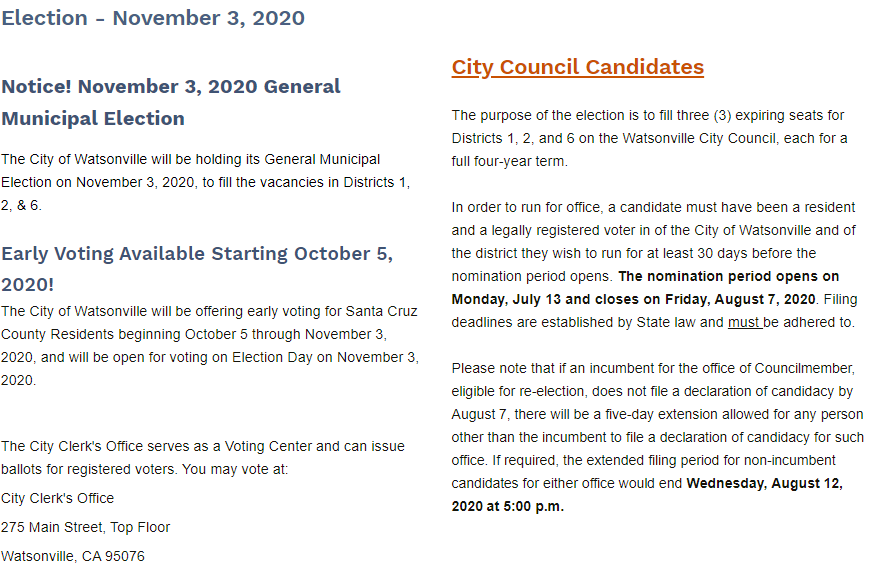 Election - November 3, 2020
Notice! November 3, 2020 General
Municipal Election
The City of Watsonville will be holding its General Municipal
Election on November 3, 2020, to fill the vacancies in Districts 1,
2, & 6.
Early Voting Available Starting October 5,
2020!
The City of Watsonville will be offering early voting for Santa Cruz
County Residents beginning October 5 through November 3,
2020, and will be open for voting on Election Day on November 3,
2020.
The City Clerk's Office serves as a Voting Center and can issue
ballots for registered voters. You may vote at:
City Clerk's Office
275 Main Street, Top Floor
Watsonville, CA 95076
City Council Candidates
The purpose of the election is to fill three (3) expiring seats for
Districts 1, 2, and 6 on the Watsonville City Council, each for a
full four-year term.
In order to run for office, a candidate must have been a resident
and a legally registered voter in of the City of Watsonville and of
the district they wish to run for at least 30 days before the
nomination period opens. The nomination period opens on
Monday, July 13 and closes on Friday, August 7, 2020. Filing
deadlines are established by State law and must be adhered to.
Please note that if an incumbent for the office of Councilmember,
eligible for re-election, does not file a declaration of candidacy by
August 7, there will be a five-day extension allowed for any person
other than the incumbent to file a declaration of candidacy for such
office. If required, the extended filing period for non-incumbent
candidates for either office would end Wednesday, August 12,
2020 at 5:00 p.m.